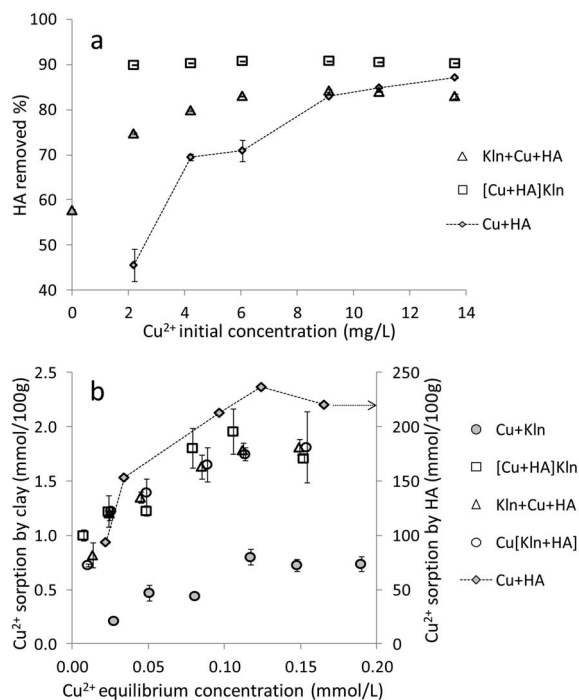 a
100
90
80
70
60
50
40
HA removed %
0 2 4 6 8 10 12 14
Cu²⁺ initial concentration (mg/L)
Kln+Cu+HA
[Cu+HA]Kln
Cu+HA
b
2.5
2.0
1.5
1.0
0.5
0.0
Cu²⁺ sorption by clay (mmol/100g)
250
200
150
100
50
0
Cu²⁺ sorption by HA (mmol/100g)
0.00 0.05 0.10 0.15 0.20
Cu²⁺ equilibrium concentration (mmol/L)
Cu+Kln
[Cu+HA]Kln
Kln+Cu+HA
Cu[Kln+HA]
Cu+HA